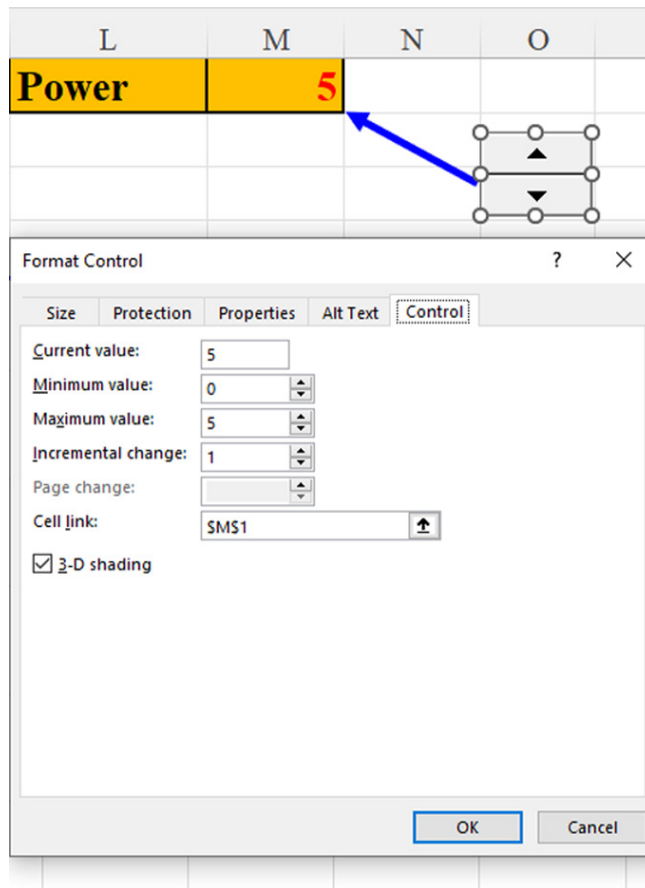 L M N O
Power 5
Format Control ? ×
Size Protection Properties Alt Text Control
Current value: 5
Minimum value: 0
Maximum value: 5
Incremental change: 1
Page change:
Cell link: $M$1
3-D shading
OK Cancel